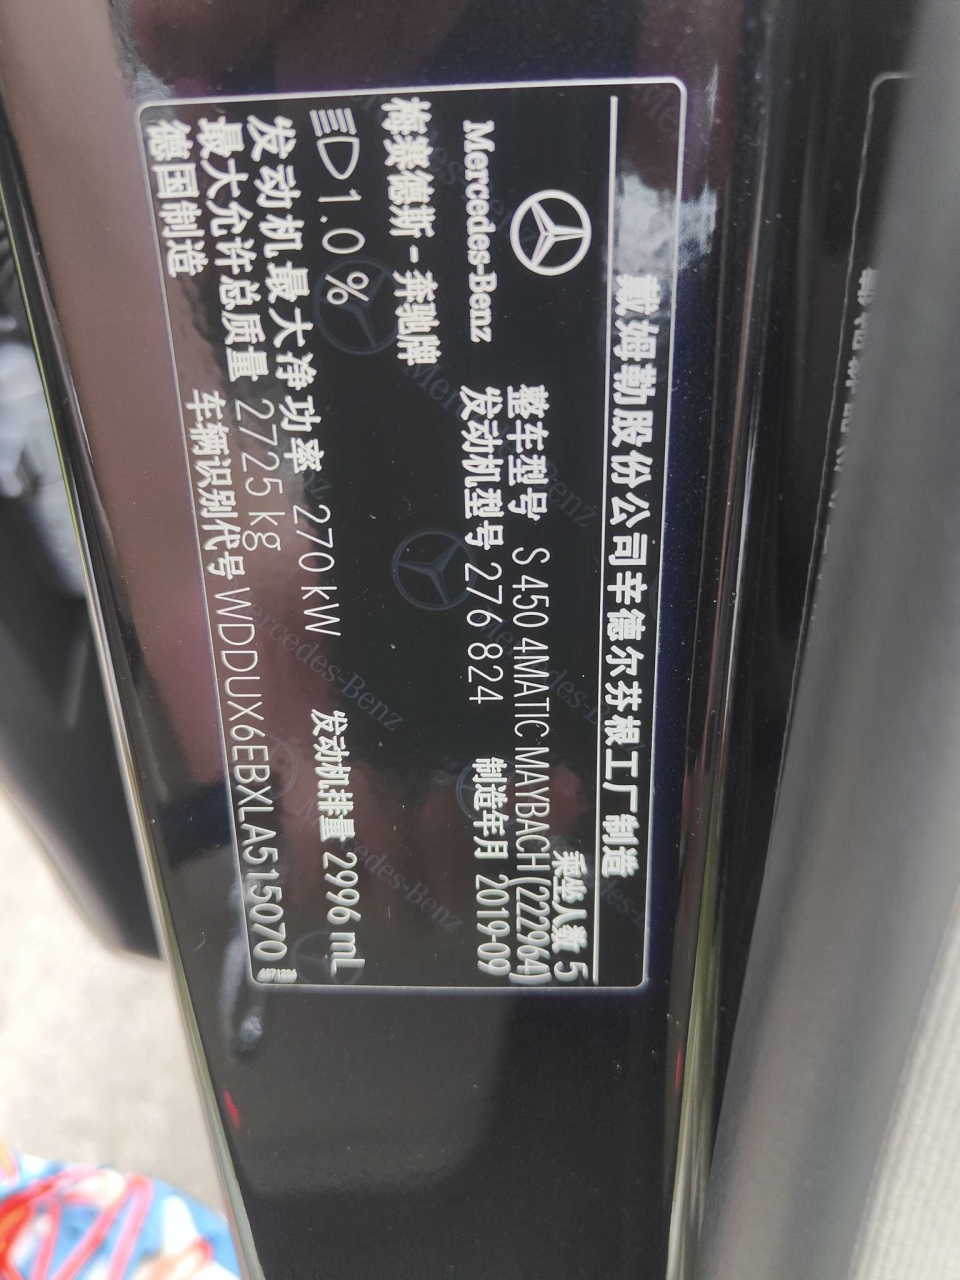 戴姆勒股份公司辛德尔芬根工厂制造
乘坐人数 5
Mercedes-Benz
整车型号 S 450 4MATIC MAYBACH (222964)
发动机型号 276 824
制造年月 2019-09
梅赛德斯-奔驰牌
1.0 %
发动机排量 2996 mL
发动机最大净功率 270 kW
最大允许总质量 2725 kg
德国制造
车辆识别代号 WDDUX6EBXLA515070